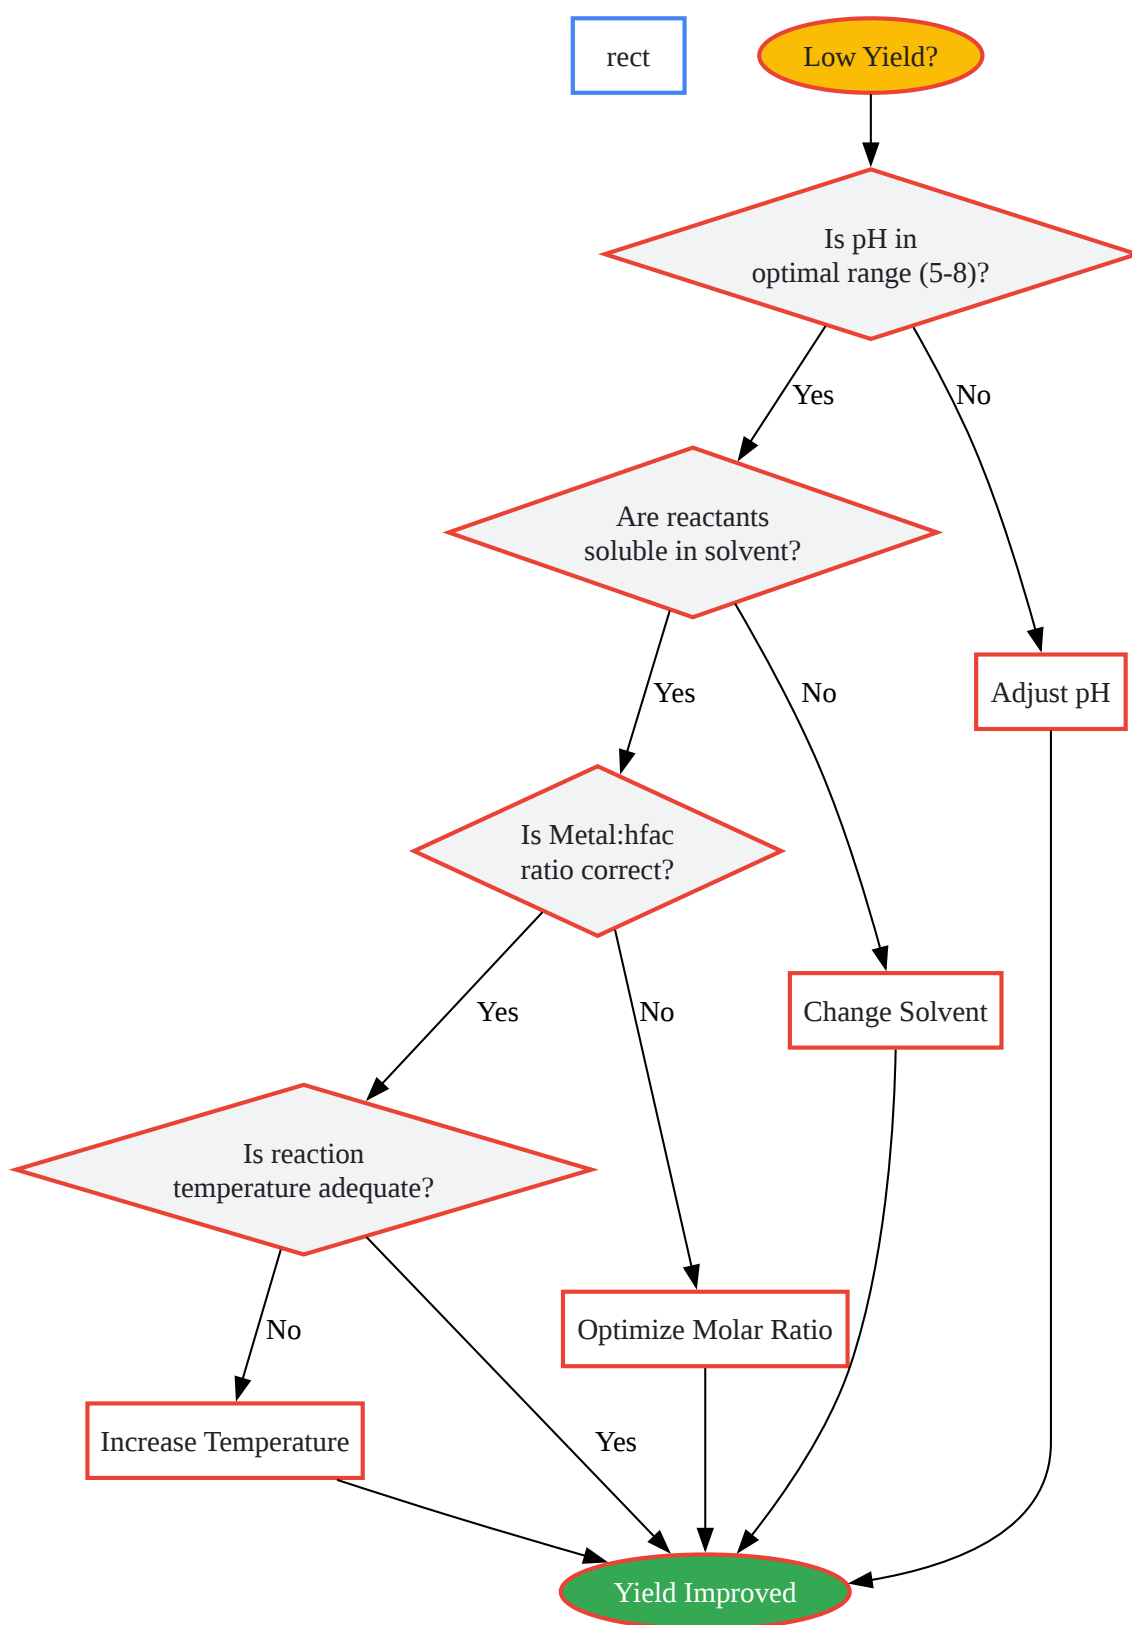 rect
Low Yield?
Is pH in
optimal range (5-8)?
Yes
No
Are reactants
soluble in solvent?
Yes
No
Adjust pH
Is Metal:hfac
ratio correct?
Yes
No
Change Solvent
Is reaction
temperature adequate?
No
Optimize Molar Ratio
Increase Temperature
Yes
Yield Improved